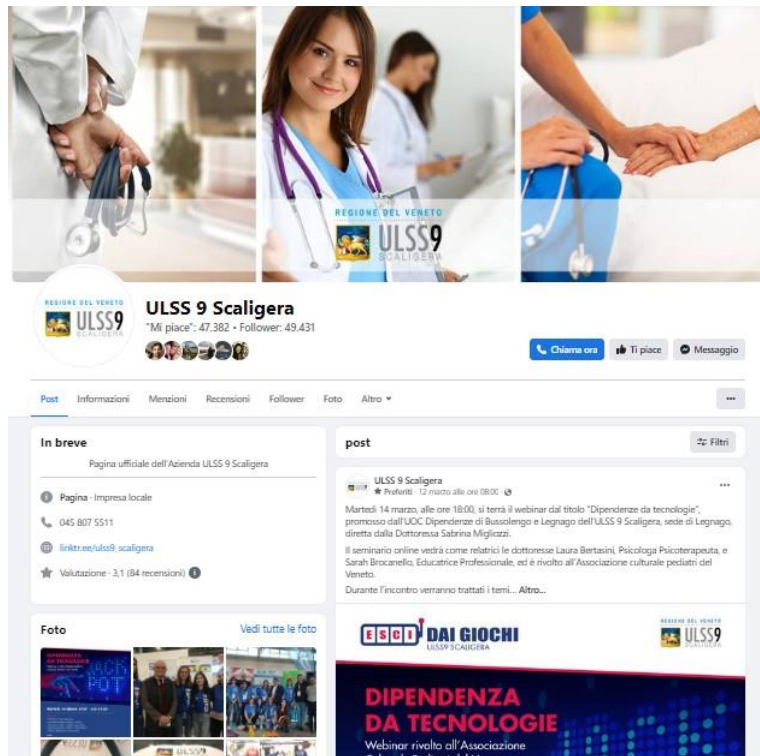 REGIONE DEL VENETO
ULSS9
SCALIGERA
REGIONE DEL VENETO
ULSS9
SCALIGERA
ULSS 9 Scaligera
"Mi piace": 47.382 • Follower: 49.431
Chiama ora
Ti piace
Messaggio
Post Informazioni Menzioni Recensioni Follower Foto Altro
In breve
Pagina ufficiale dell'Azienda ULSS 9 Scaligera
Pagina · Impresa locale
045 807 5511
linktr.ee/ulss9_scaligera
Valutazione · 3,1 (84 recensioni)
Foto
Vedi tutte le foto
DIPENDENZA
DA TECNOLOGIE
post
Filtri
ULSS 9 Scaligera
Preferiti · 12 marzo alle ore 08:00
Martedì 14 marzo, alle ore 18:00, si terrà il webinar dal titolo "Dipendenze da tecnologie",
promosso dall'UOC Dipendenze di Bussolengo e Legnago dell'ULSS 9 Scaligera, sede di Legnago,
diretta dalla Dottoressa Sabrina Migliozzi.
Il seminario online vedrà come relatrici le dottoresse Laura Bertasini, Psicologa Psicoterapeuta, e
Sarah Brocanello, Educatrice Professionale, ed è rivolto all'Associazione culturale pediatri del
Veneto.
Durante l'incontro verranno trattati i temi... Altro...
ESCI DAI GIOCHI
ULSS9 SCALIGERA
REGIONE DEL VENETO
ULSS9
SCALIGERA
DIPENDENZA
DA TECNOLOGIE
Webinar rivolto all'Associazione